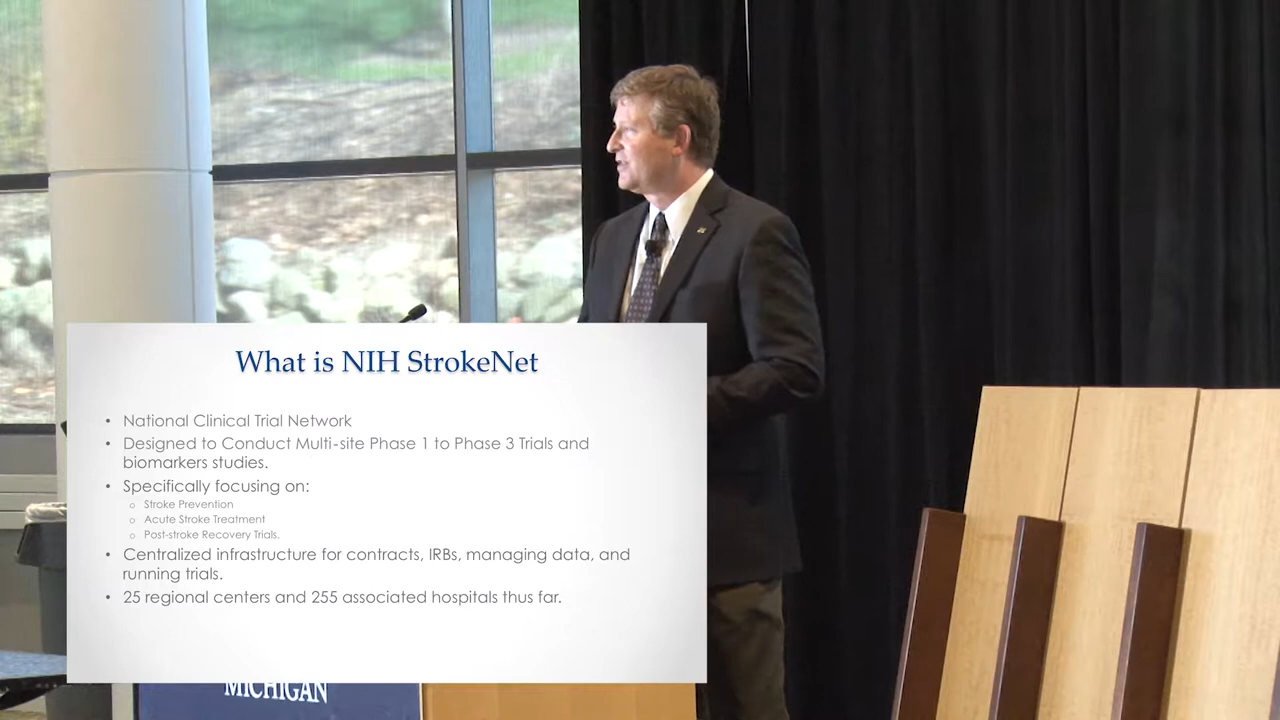 What is NIH StrokeNet
• National Clinical Trial Network
• Designed to Conduct Multi-site Phase 1 to Phase 3 Trials and
biomarkers studies.
• Specifically focusing on:
o Stroke Prevention
o Acute Stroke Treatment
o Post-stroke Recovery Trials.
• Centralized infrastructure for contracts, IRBs, managing data, and
running trials.
• 25 regional centers and 255 associated hospitals thus far.
MICHIGAN